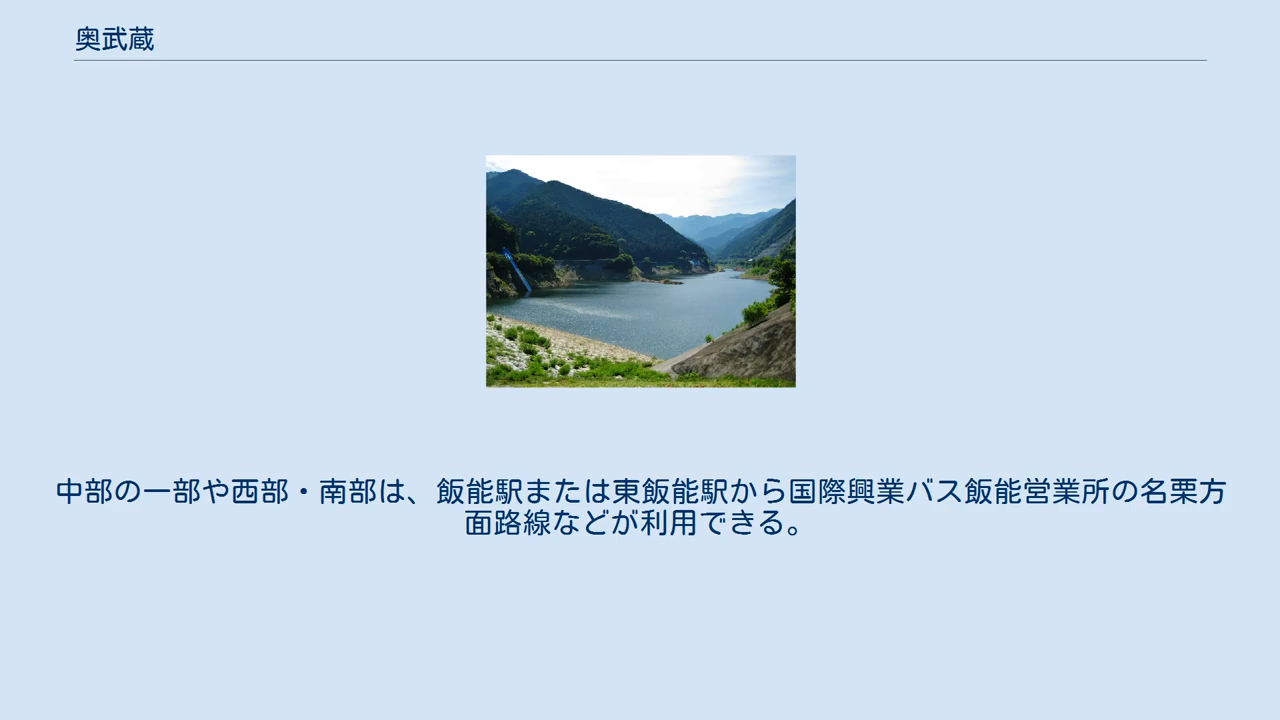 奥武蔵
中部の一部や西部・南部は、飯能駅または東飯能駅から国際興業バス飯能営業所の名栗方
面路線などが利用できる。